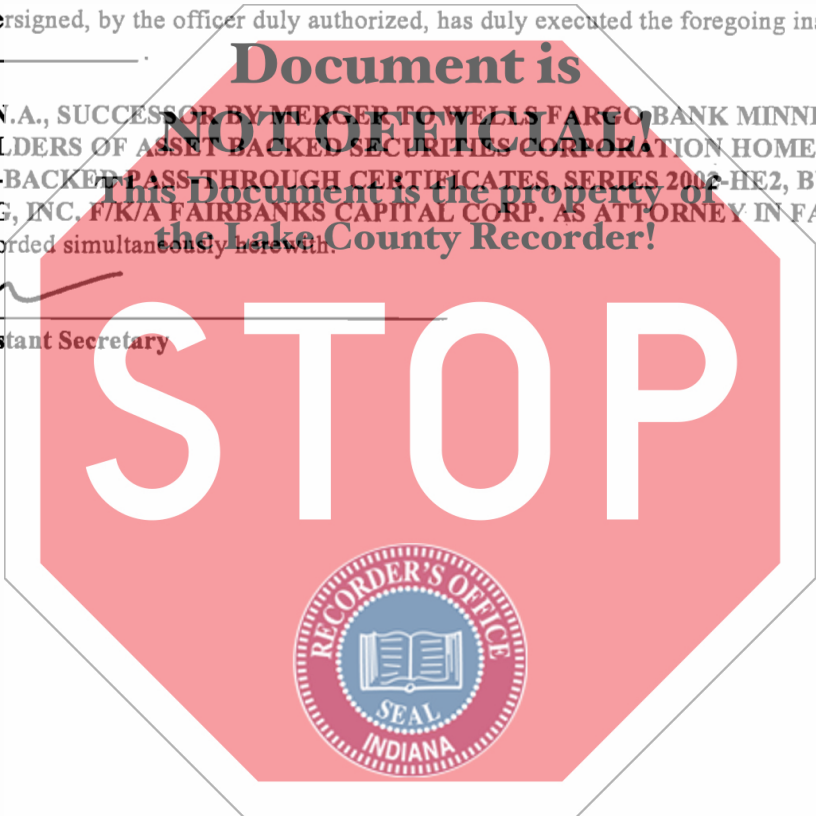 rsigned, by the officer duly authorized, has duly executed the foregoing in
Document is
N.A., SUCCESSOR BY MERGER TO WELLS FARGO BANK MINN
NOT OFFICIAL!
LDERS OF ASSET BACKED SECURITIES CORPORATION HOME
-BACKED PASS-THROUGH CERTIFICATES, SERIES 2002-HE2, B
This Document is the property of
G, INC, F/K/A FAIRBANKS CAPITAL CORP. AS ATTORNEY IN FA
the Lake County Recorder!
orded simultaneously herewith.
stant Secretary
STOP
RECORDER'S OFFICE
SEAL
INDIANA